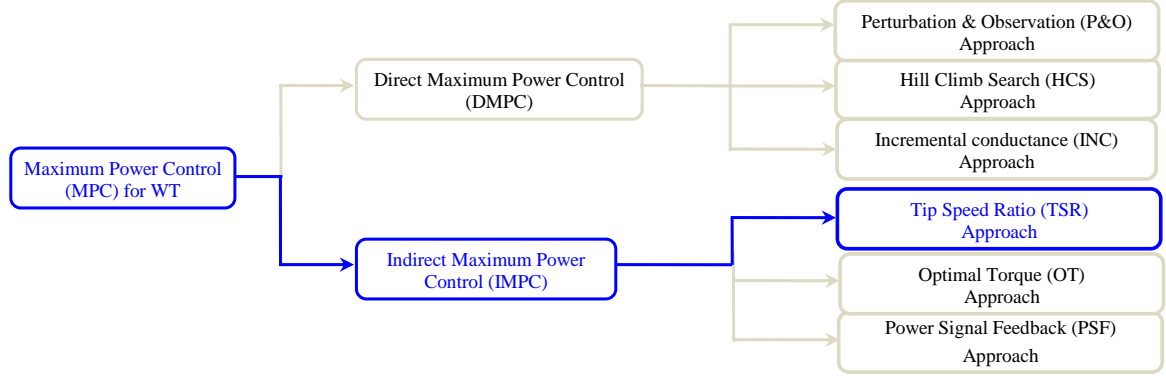 Maximum Power Control
(MPC) for WT
Direct Maximum Power Control
(DMPC)
Perturbation & Observation (P&O)
Approach
Hill Climb Search (HCS)
Approach
Incremental conductance (INC)
Approach
Indirect Maximum Power
Control (IMPC)
Tip Speed Ratio (TSR)
Approach
Optimal Torque (OT)
Approach
Power Signal Feedback (PSF)
Approach